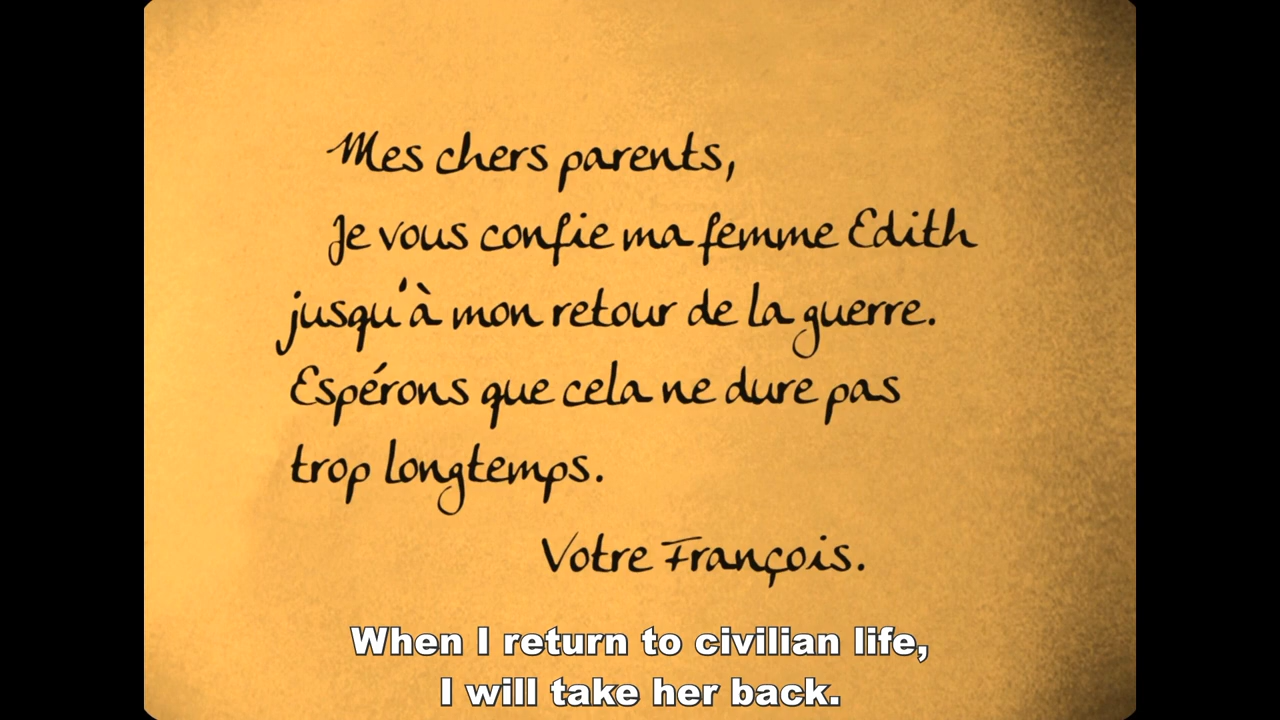 Mes chers parents,
Je vous confie ma femme Edith
jusqu'à mon retour de la guerre.
Espérons que cela ne dure pas
trop longtemps.
Votre François.
When I return to civilian life,
I will take her back.